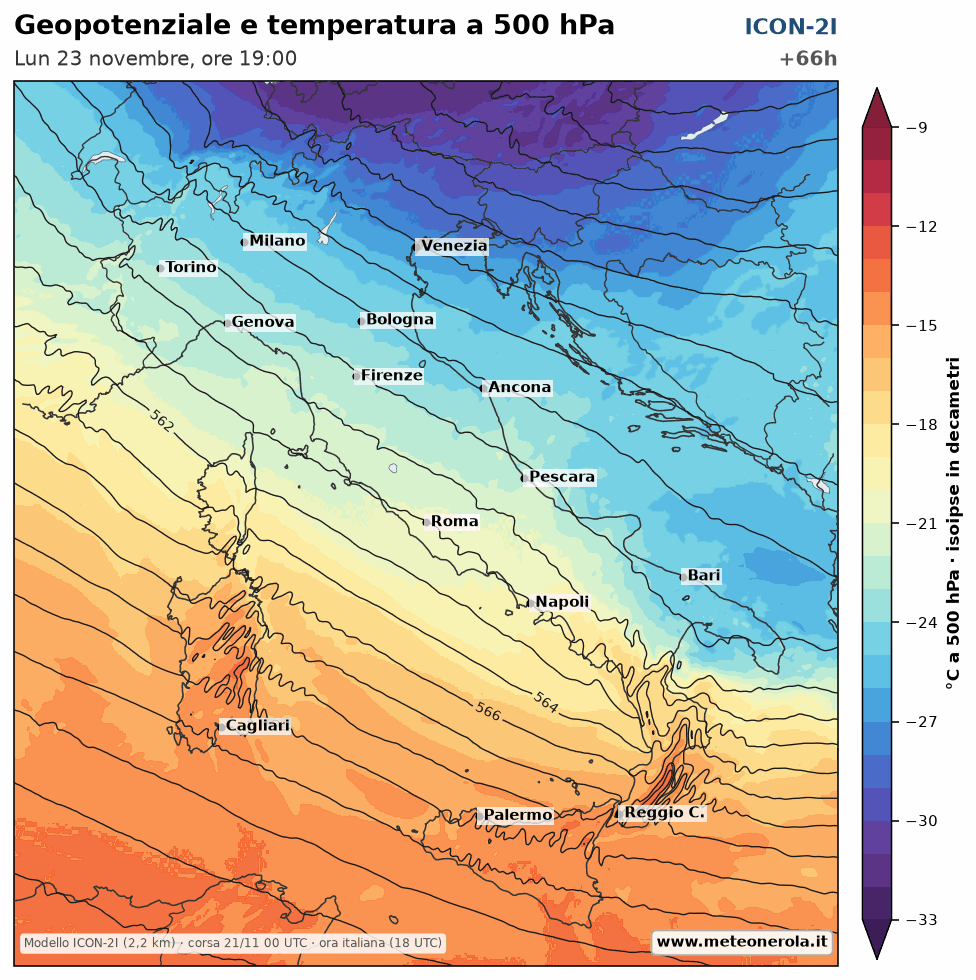 Geopotenziale e temperatura a 500 hPa
ICON-2I
Lun 23 novembre, ore 19:00
+66h
Milano
Venezia
Torino
Genova
Bologna
Firenze
Ancona
562
Pescara
Roma
Bari
Napoli
564
566
Cagliari
Palermo
Reggio C.
Modello ICON-2I (2,2 km) · corsa 21/11 00 UTC · ora italiana (18 UTC)
www.meteonerola.it
−9
−12
−15
−18
−21
−24
−27
−30
−33
°C a 500 hPa · isoipse in decametri